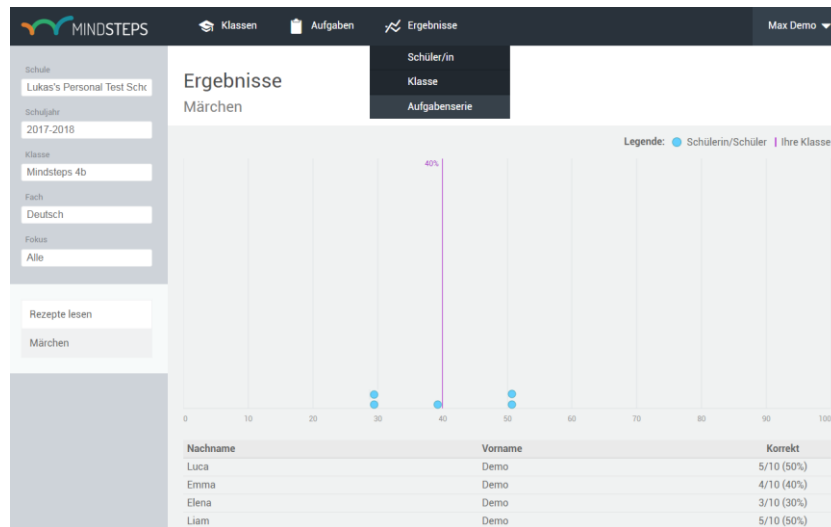 MINDSTEPS
Klassen
Aufgaben
Ergebnisse
Max Demo
Schüler/in
Klasse
Aufgabenserie
Schule
Lukas's Personal Test Scho
Schuljahr
2017-2018
Klasse
Mindsteps 4b
Fach
Deutsch
Fokus
Alle
Rezepte lesen
Märchen
Ergebnisse
Märchen
Legende: Schülerin/Schüler Ihre Klasse
40%
0 10 20 30 40 50 60 70 80 90 100
Nachname Vorname Korrekt
Luca Demo 5/10 (50%)
Emma Demo 4/10 (40%)
Elena Demo 3/10 (30%)
Liam Demo 5/10 (50%)